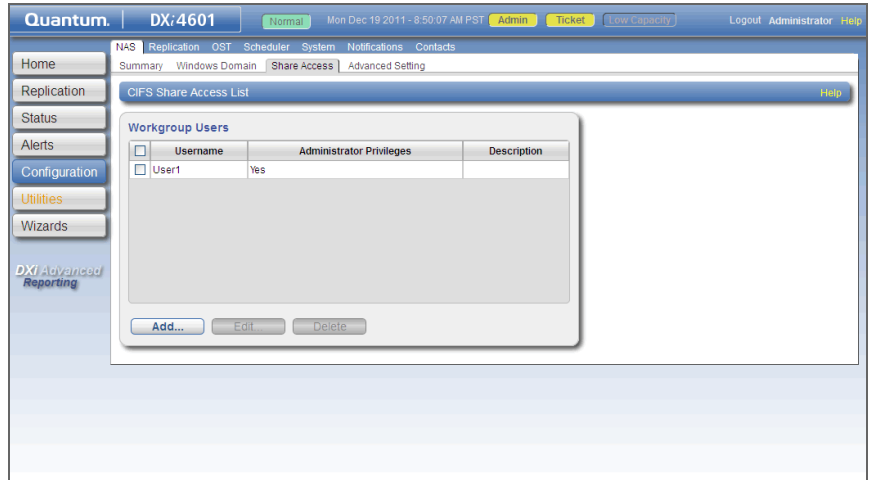 Quantum. DXi4601 Normal Mon Dec 19 2011 - 8:50:07 AM PST Admin Ticket Low Capacity Logout Administrator Help
NAS Replication OST Scheduler System Notifications Contacts
Summary Windows Domain Share Access Advanced Setting
Home
Replication
Status
Alerts
Configuration
Utilities
Wizards
DXi Advanced
Reporting
CIFS Share Access List Help
Workgroup Users
Username Administrator Privileges Description
User1 Yes
Add... Edit... Delete